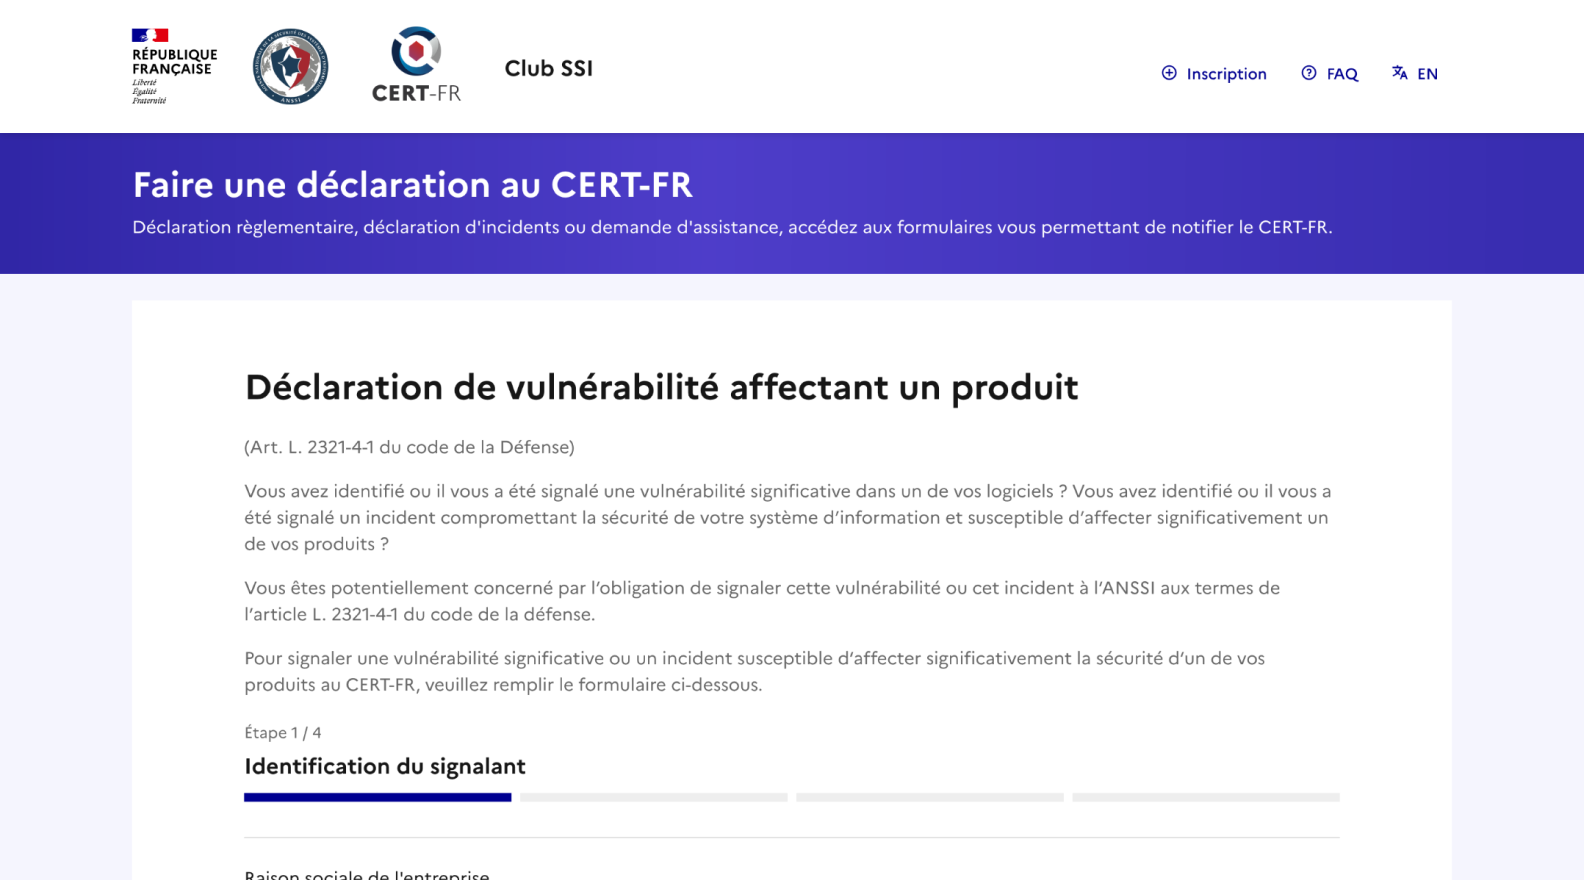 RÉPUBLIQUE
FRANÇAISE
Liberté
Égalité
Fraternité
ANSSI
CERT-FR
Club SSI
Inscription
FAQ
EN
Faire une déclaration au CERT-FR
Déclaration règlementaire, déclaration d'incidents ou demande d'assistance, accédez aux formulaires vous permettant de notifier le CERT-FR.
Déclaration de vulnérabilité affectant un produit
(Art. L. 2321-4-1 du code de la Défense)
Vous avez identifié ou il vous a été signalé une vulnérabilité significative dans un de vos logiciels ? Vous avez identifié ou il vous a
été signalé un incident compromettant la sécurité de votre système d’information et susceptible d’affecter significativement un
de vos produits ?
Vous êtes potentiellement concerné par l’obligation de signaler cette vulnérabilité ou cet incident à l’ANSSI aux termes de
l’article L. 2321-4-1 du code de la défense.
Pour signaler une vulnérabilité significative ou un incident susceptible d’affecter significativement la sécurité d’un de vos
produits au CERT-FR, veuillez remplir le formulaire ci-dessous.
Étape 1 / 4
Identification du signalant
Raison sociale de l'entreprise